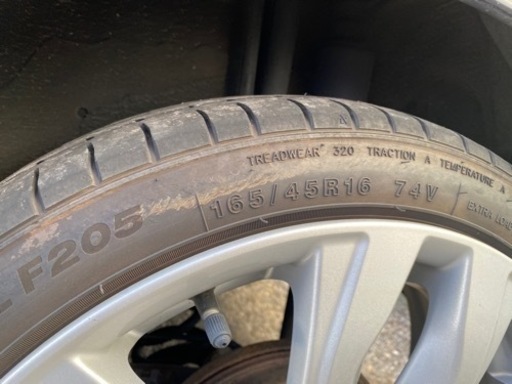 TREADWEAR 320 TRACTION A TEMPERATURE A
165/45R16 74V
EXTRA LOAD
F205